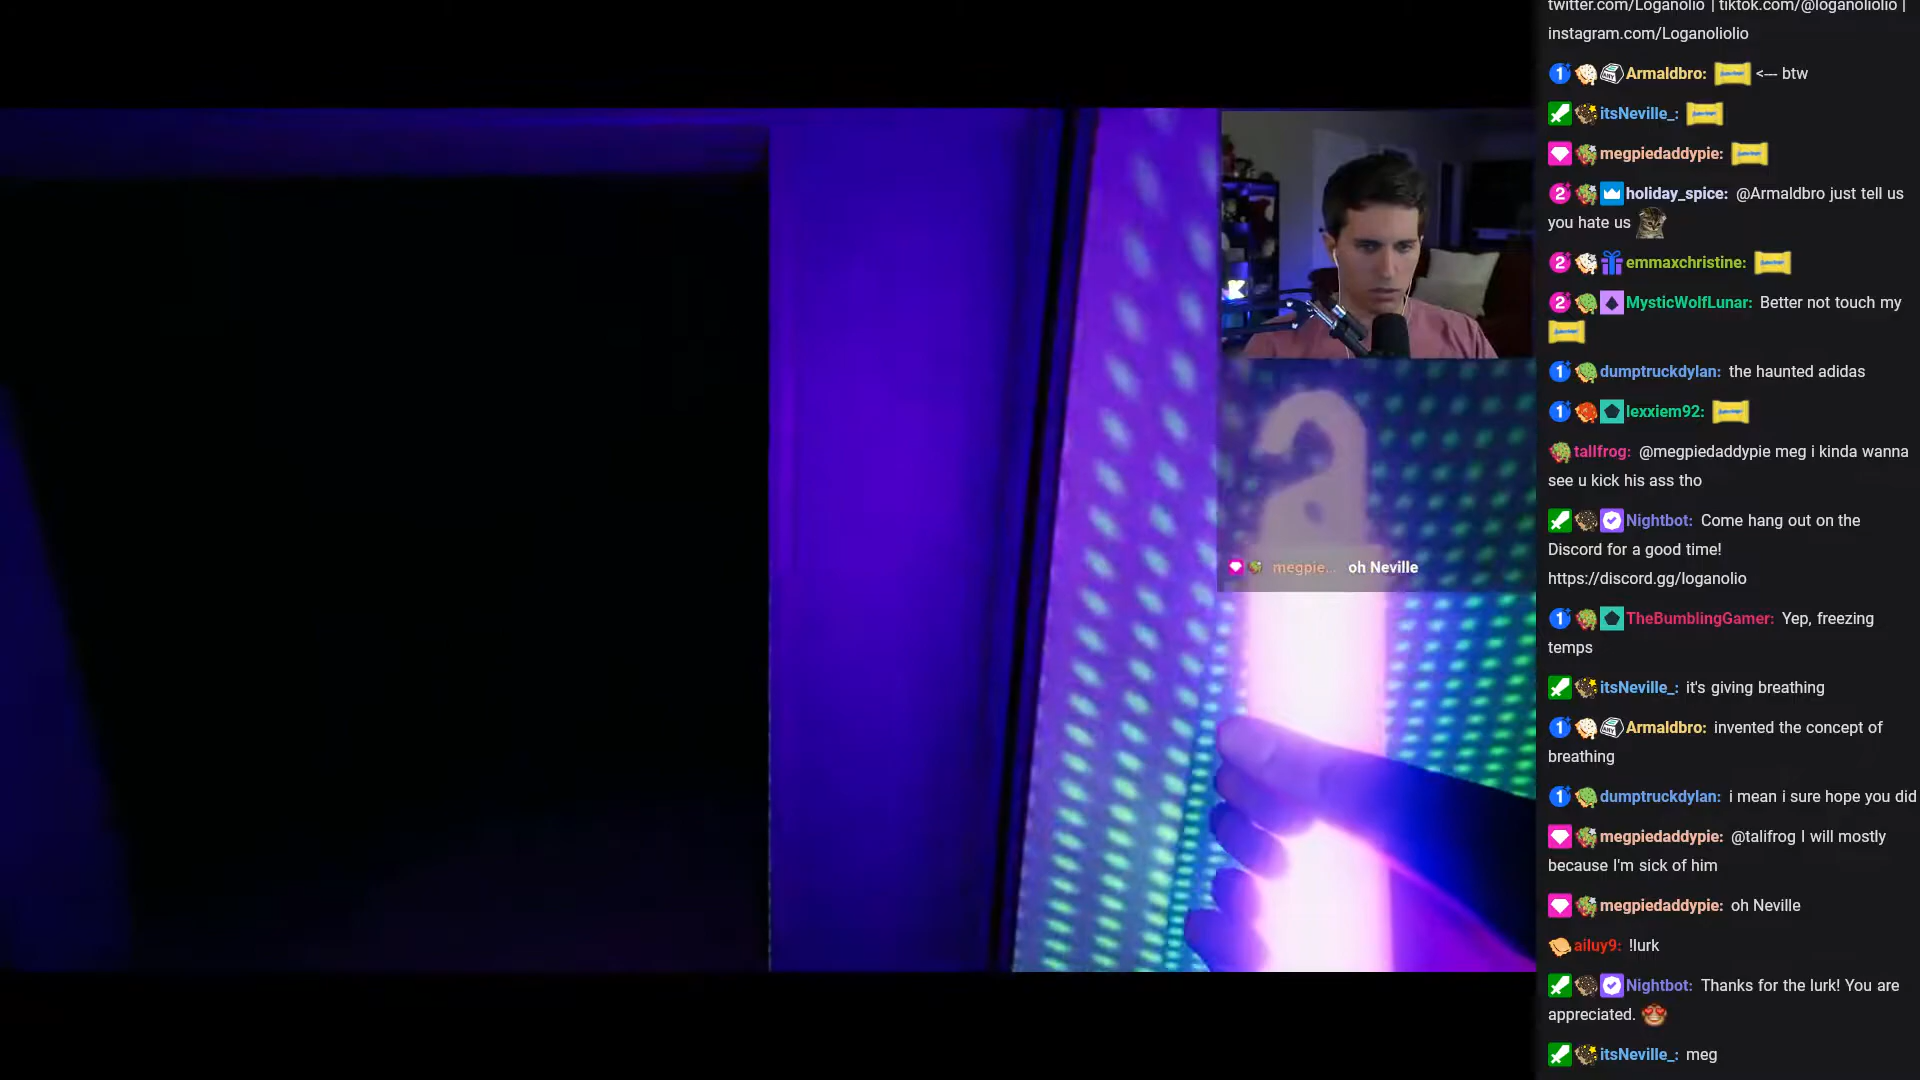 twitter.com/Loganolio | tiktok.com/@loganoliolio |
instagram.com/Loganoliolio
Armaldbro: <--- btw
itsNeville_:
megpiedaddypie:
holiday_spice: @Armaldbro just tell us
you hate us
emmaxchristine:
MysticWolfLunar: Better not touch my
dumptruckdylan: the haunted adidas
lexxiem92:
tallfrog: @megpiedaddypie meg i kinda wanna
see u kick his ass tho
Nightbot: Come hang out on the
Discord for a good time!
https://discord.gg/loganolio
TheBumblingGamer: Yep, freezing
temps
itsNeville_: it's giving breathing
Armaldbro: invented the concept of
breathing
dumptruckdylan: i mean i sure hope you did
megpiedaddypie: @talifrog I will mostly
because I'm sick of him
megpiedaddypie: oh Neville
ailuy9: !lurk
Nightbot: Thanks for the lurk! You are
appreciated.
itsNeville_: meg
megpie... oh Neville